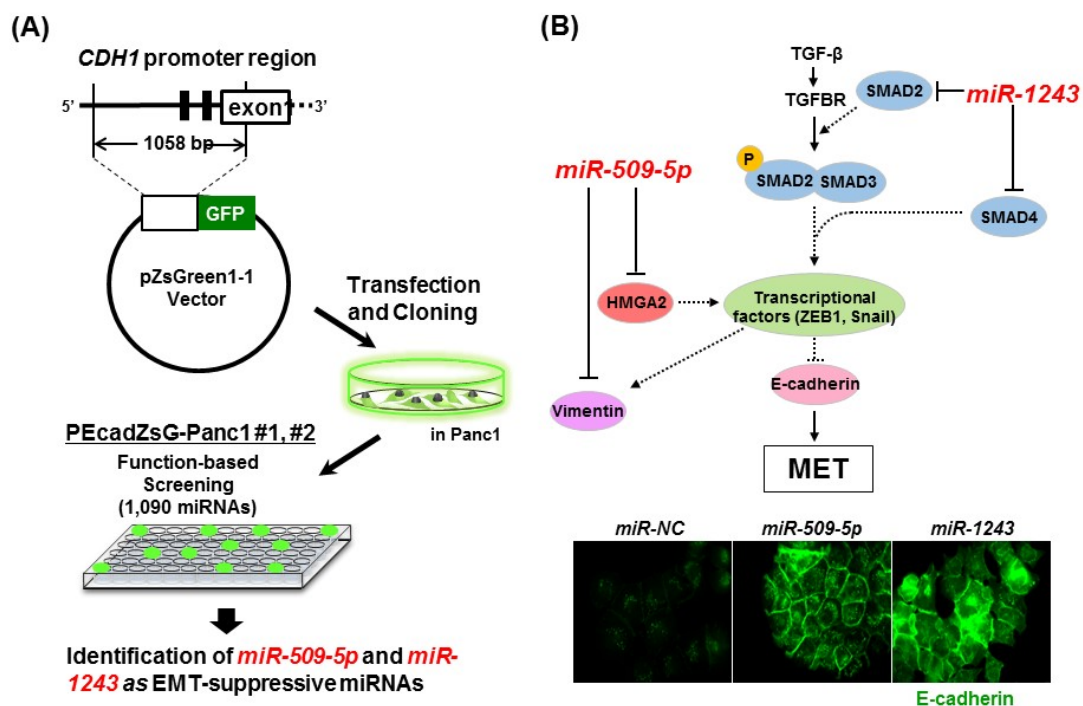 (A)
CDH1 promoter region
5’
exon1
3’
1058 bp
GFP
pZsGreen1-1
Vector
Transfection
and Cloning
in Panc1
PEcadZsG-Panc1 #1, #2
Function-based
Screening
(1,090 miRNAs)
Identification of miR-509-5p and miR-
1243 as EMT-suppressive miRNAs
(B)
TGF-β
TGFBR
SMAD2
miR-1243
miR-509-5p
P
SMAD2
SMAD3
SMAD4
HMGA2
Transcriptional
factors (ZEB1, Snail)
Vimentin
E-cadherin
MET
miR-NC
miR-509-5p
miR-1243
E-cadherin